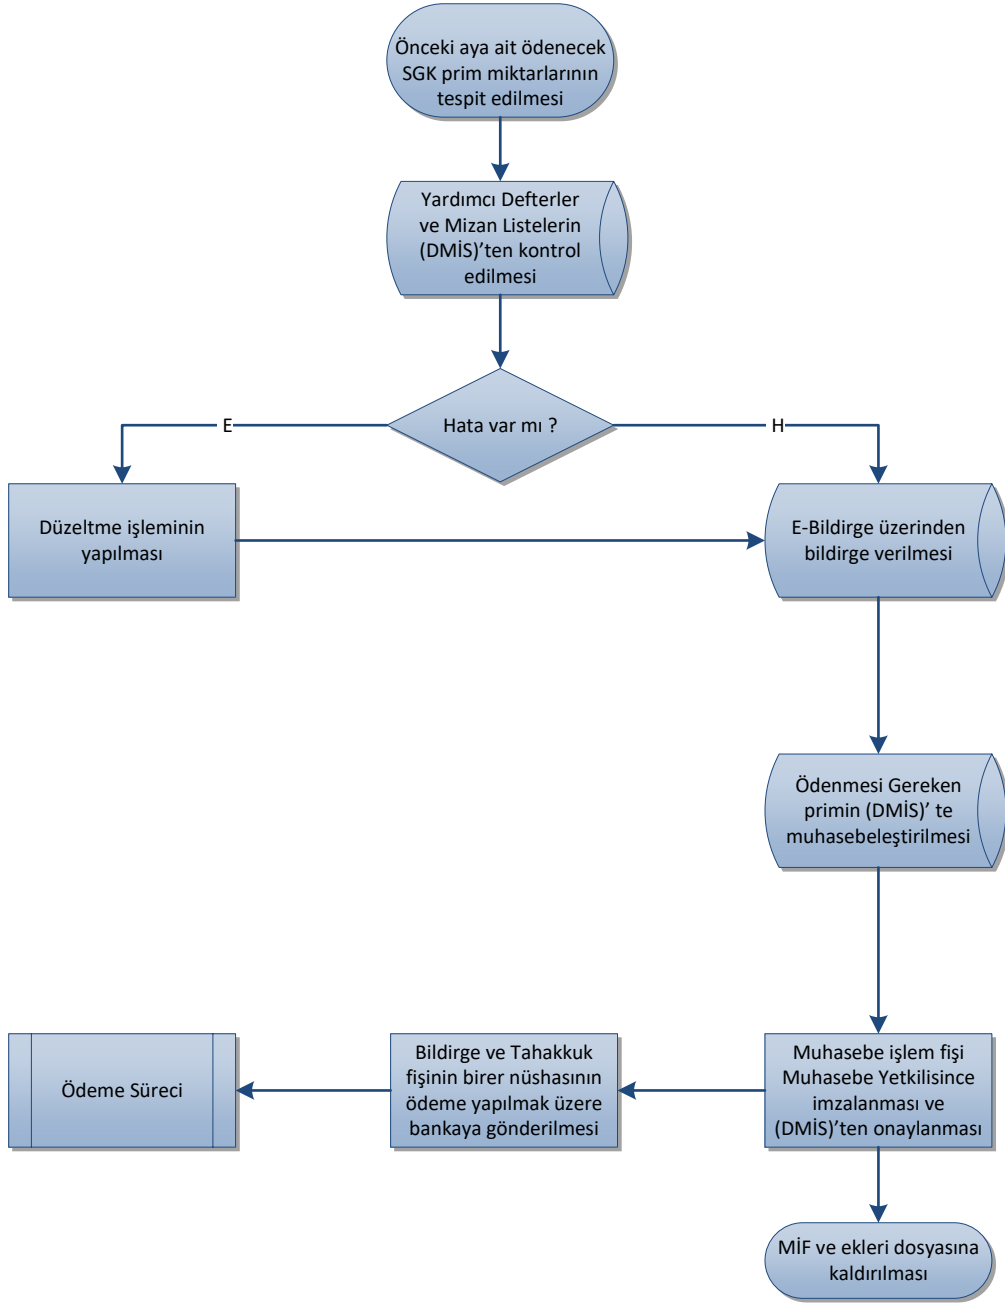 Önceki aya ait ödenecek
SGK prim miktarlarının
tespit edilmesi
Yardımcı Defterler
ve Mizan Listelerin
(DMİS)’ten kontrol
edilmesi
Hata var mı ?
E
H
Düzeltme işleminin
yapılması
E-Bildirge üzerinden
bildirge verilmesi
Ödenmesi Gereken
primin (DMİS)’ te
muhasebeleştirilmesi
Ödeme Süreci
Bildirge ve Tahakkuk
fişinin birer nüshasının
ödeme yapılmak üzere
bankaya gönderilmesi
Muhasebe işlem fişi
Muhasebe Yetkilisince
imzalanması ve
(DMİS)’ten onaylanması
MİF ve ekleri dosyasına
kaldırılması